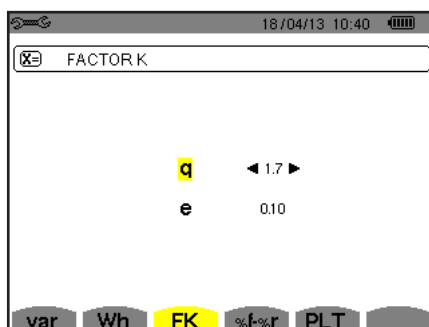 18/04/13 10:40
X= FACTOR K
q ◄ 1.7 ►
e 0.10
var Wh FK %f-%r PLT